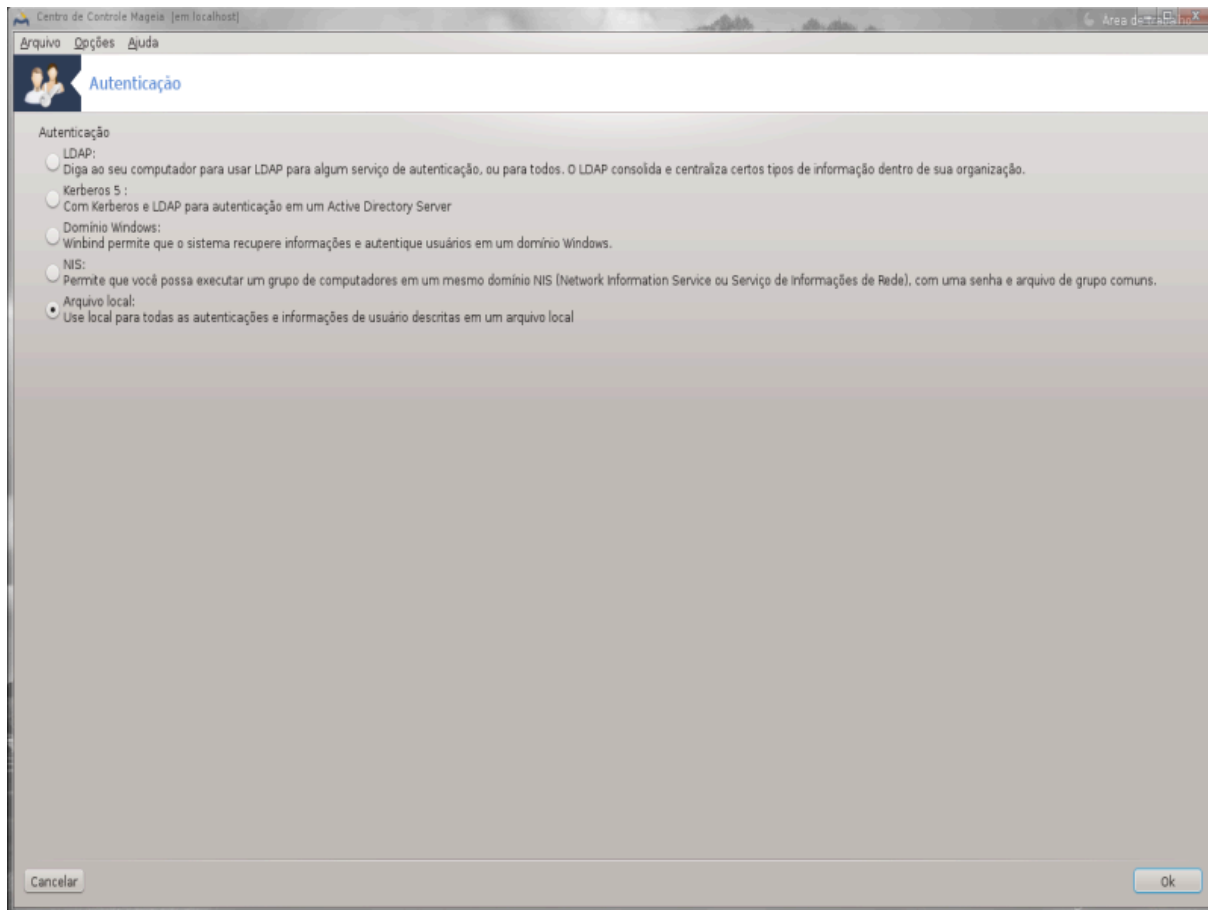 Centro de Controle Mageia [em localhost]
Área de trabalho
Arquivo Opções Ajuda
Autenticação
Autenticação
LDAP:
Diga ao seu computador para usar LDAP para algum serviço de autenticação, ou para todos. O LDAP consolida e centraliza certos tipos de informação dentro de sua organização.
Kerberos 5 :
Com Kerberos e LDAP para autenticação em um Active Directory Server
Domínio Windows:
Winbind permite que o sistema recupere informações e autentique usuários em um domínio Windows.
NIS:
Permite que você possa executar um grupo de computadores em um mesmo domínio NIS (Network Information Service ou Serviço de Informações de Rede), com uma senha e arquivo de grupo comuns.
Arquivo local:
Use local para todas as autenticações e informações de usuário descritas em um arquivo local
Cancelar
Ok